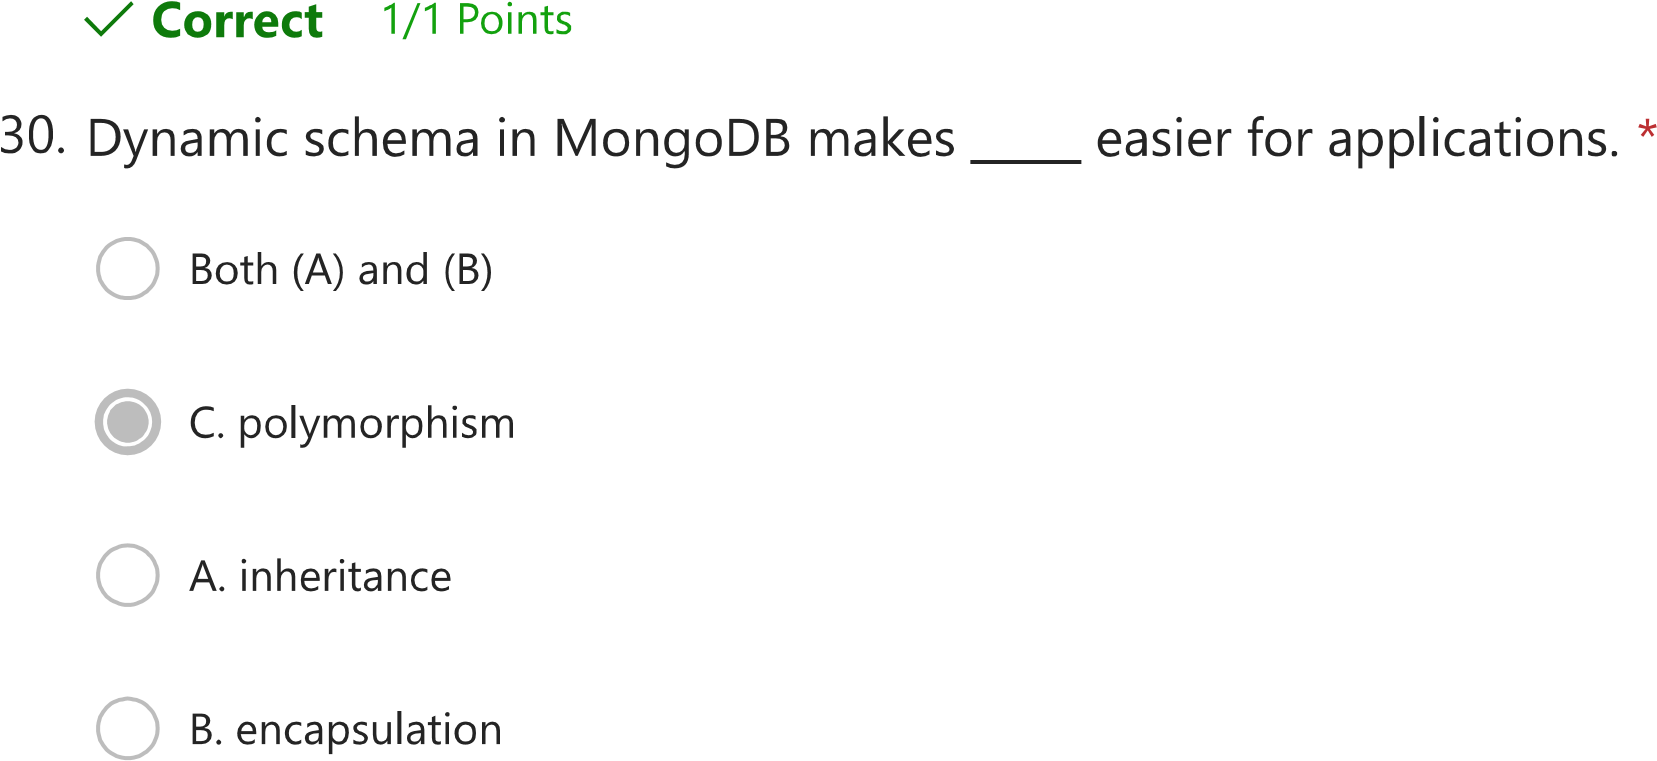 Correct 1/1 Points
30. Dynamic schema in MongoDB makes _____ easier for applications. *
Both (A) and (B)
C. polymorphism
A. inheritance
B. encapsulation